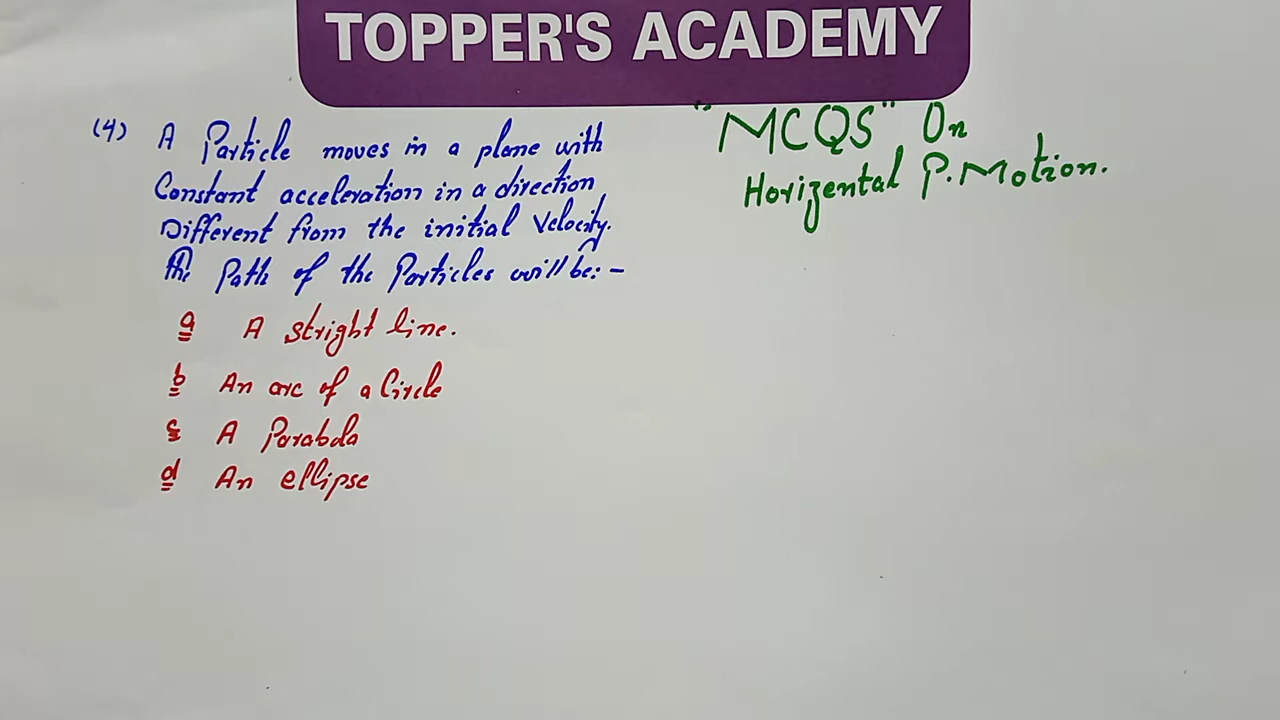 TOPPER'S ACADEMY
"MCQS" On
Horizental P.Motion.
(4) A Particle moves in a plane with
Constant acceleration in a direction
Different from the initial Velocity.
The Path of the Particles will be:-
a A stright line.
b An arc of a Circle
c A Parabola
d An ellipse